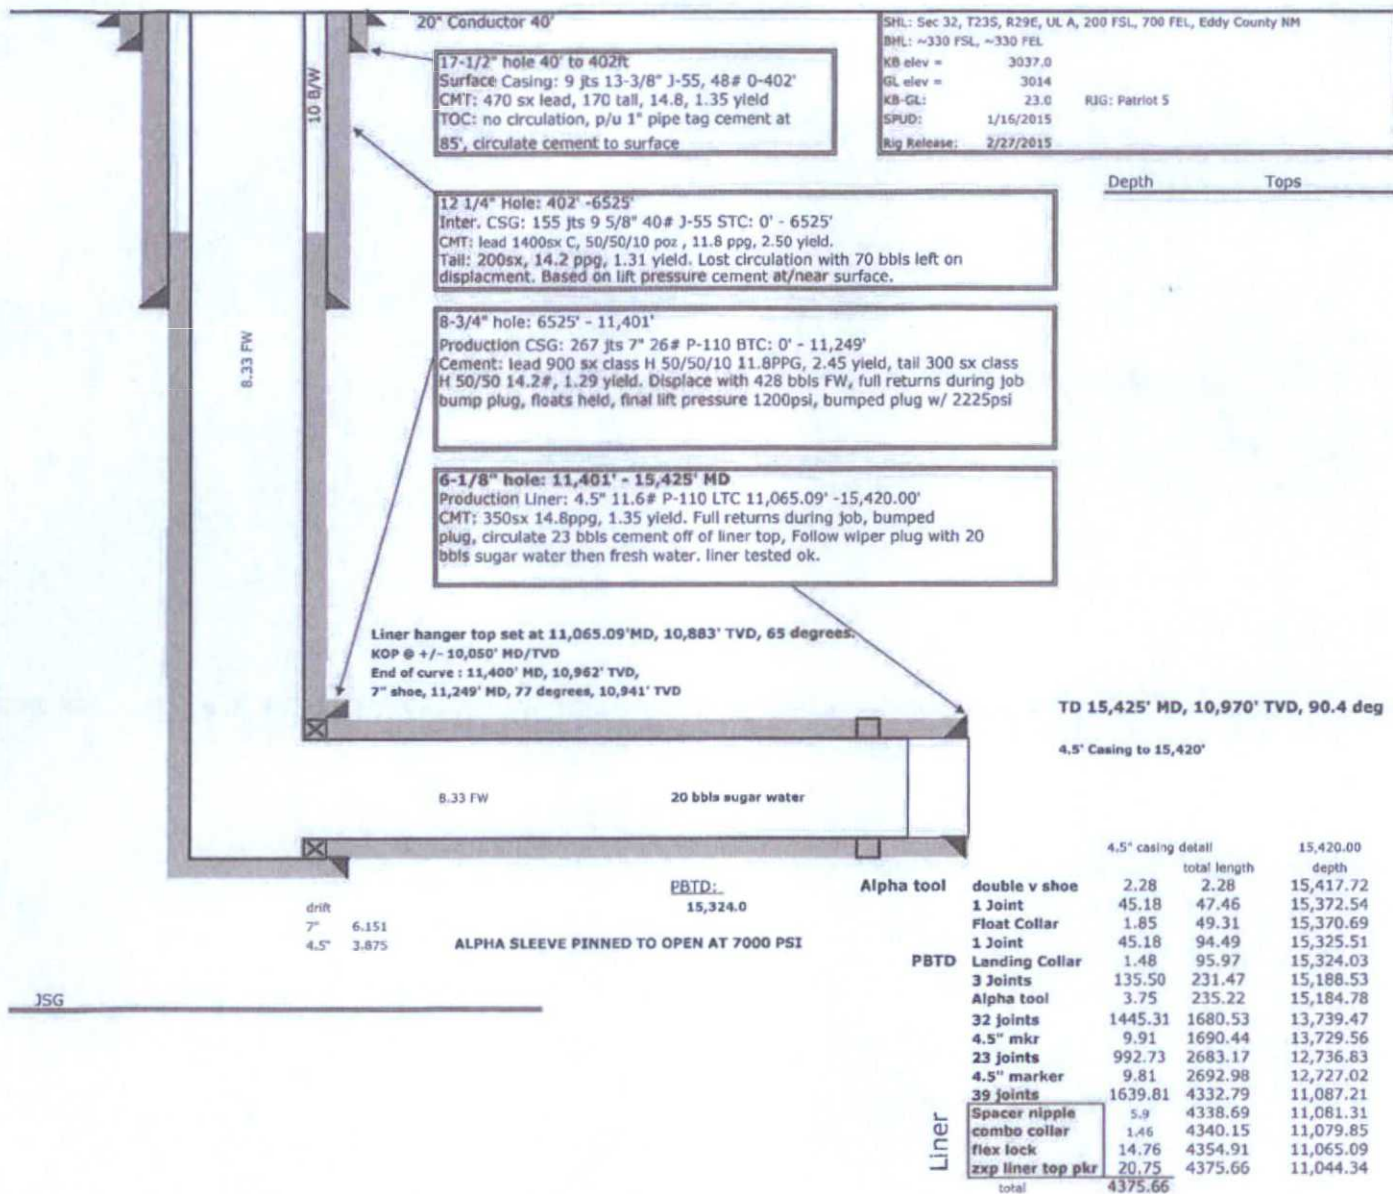 20" Conductor 40'
17-1/2" hole 40' to 402ft
Surface Casing: 9 jts 13-3/8" J-55, 48# 0-402'
CMT: 470 sx lead, 170 tail, 14.8, 1.35 yield
TOC: no circulation, p/u 1" pipe tag cement at
85', circulate cement to surface
SHL: Sec 32, T23S, R29E, UL A, 200 FSL, 700 FEL, Eddy County NM
BHL: ~330 FSL, ~330 FEL
KB elev = 3037.0
GL elev = 3014
KB-GL: 23.0 RIG: Patriot 5
SPUD: 1/16/2015
Rig Release: 2/27/2015
Depth Tops
10 B/W
12 1/4" Hole: 402' -6525'
Inter. CSG: 155 jts 9 5/8" 40# J-55 STC: 0' - 6525'
CMT: lead 1400sx C, 50/50/10 poz , 11.8 ppg, 2.50 yield.
Tail: 200sx, 14.2 ppg, 1.31 yield. Lost circulation with 70 bbls left on
displacment. Based on lift pressure cement at/near surface.
8.33 FW
8-3/4" hole: 6525' - 11,401'
Production CSG: 267 jts 7" 26# P-110 BTC: 0' - 11,249'
Cement: lead 900 sx class H 50/50/10 11.8PPG, 2.45 yield, tail 300 sx class
H 50/50 14.2#, 1.29 yield. Displace with 428 bbls FW, full returns during job
bump plug, floats held, final lift pressure 1200psi, bumped plug w/ 2225psi
6-1/8" hole: 11,401' - 15,425' MD
Production Liner: 4.5" 11.6# P-110 LTC 11,065.09' -15,420.00'
CMT: 350sx 14.8ppg, 1.35 yield. Full returns during job, bumped
plug, circulate 23 bbls cement off of liner top, Follow wiper plug with 20
bbls sugar water then fresh water. liner tested ok.
Liner hanger top set at 11,065.09'MD, 10,883' TVD, 65 degrees.
KOP @ +/- 10,050' MD/TVD
End of curve : 11,400' MD, 10,962' TVD,
7" shoe, 11,249' MD, 77 degrees, 10,941' TVD
TD 15,425' MD, 10,970' TVD, 90.4 deg
4.5' Casing to 15,420'
8.33 FW 20 bbls sugar water
PBTD:
15,324.0
drift
7" 6.151
4.5" 3.875
ALPHA SLEEVE PINNED TO OPEN AT 7000 PSI
JSG
4.5" casing detail 15,420.00
total length depth
Alpha tool double v shoe 2.28 2.28 15,417.72
1 Joint 45.18 47.46 15,372.54
Float Collar 1.85 49.31 15,370.69
1 Joint 45.18 94.49 15,325.51
PBTD Landing Collar 1.48 95.97 15,324.03
3 Joints 135.50 231.47 15,188.53
Alpha tool 3.75 235.22 15,184.78
32 joints 1445.31 1680.53 13,739.47
4.5" mkr 9.91 1690.44 13,729.56
23 joints 992.73 2683.17 12,736.83
4.5" marker 9.81 2692.98 12,727.02
39 joints 1639.81 4332.79 11,087.21
Liner
Spacer nipple 5.9 4338.69 11,081.31
combo collar 1.46 4340.15 11,079.85
flex lock 14.76 4354.91 11,065.09
zxp liner top pkr 20.75 4375.66 11,044.34
total 4375.66